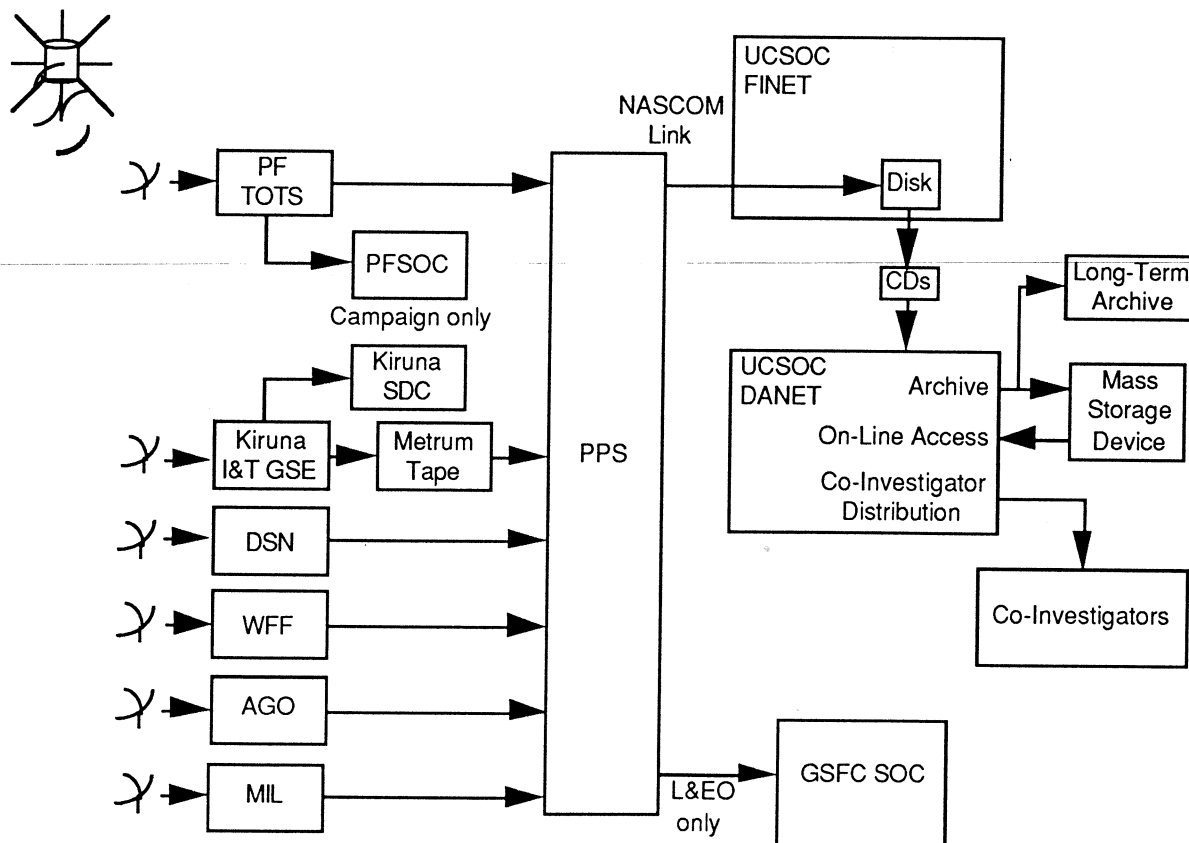 UCSOC
FINET
NASCOM
Link
PF
TOTS
Disk
PFSOC
Campaign only
CDs
Long-Term
Archive
Kiruna
SDC
UCSOC
DANET
Archive
Mass
Storage
Device
On-Line Access
Kiruna
I&T GSE
Metrum
Tape
PPS
Co-Investigator
Distribution
DSN
WFF
Co-Investigators
AGO
MIL
L&EO
only
GSFC SOC